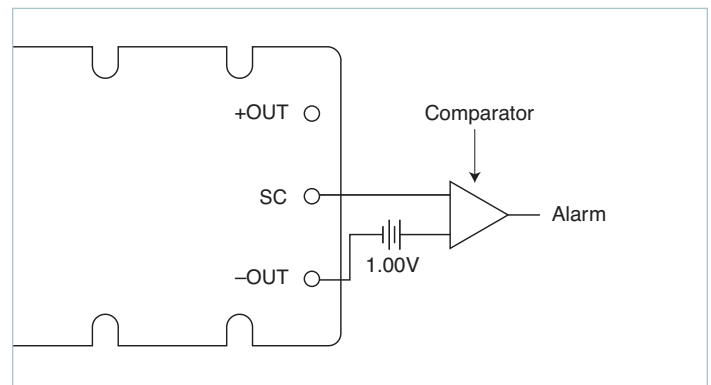 +OUT
Comparator
SC
Alarm
1.00V
–OUT